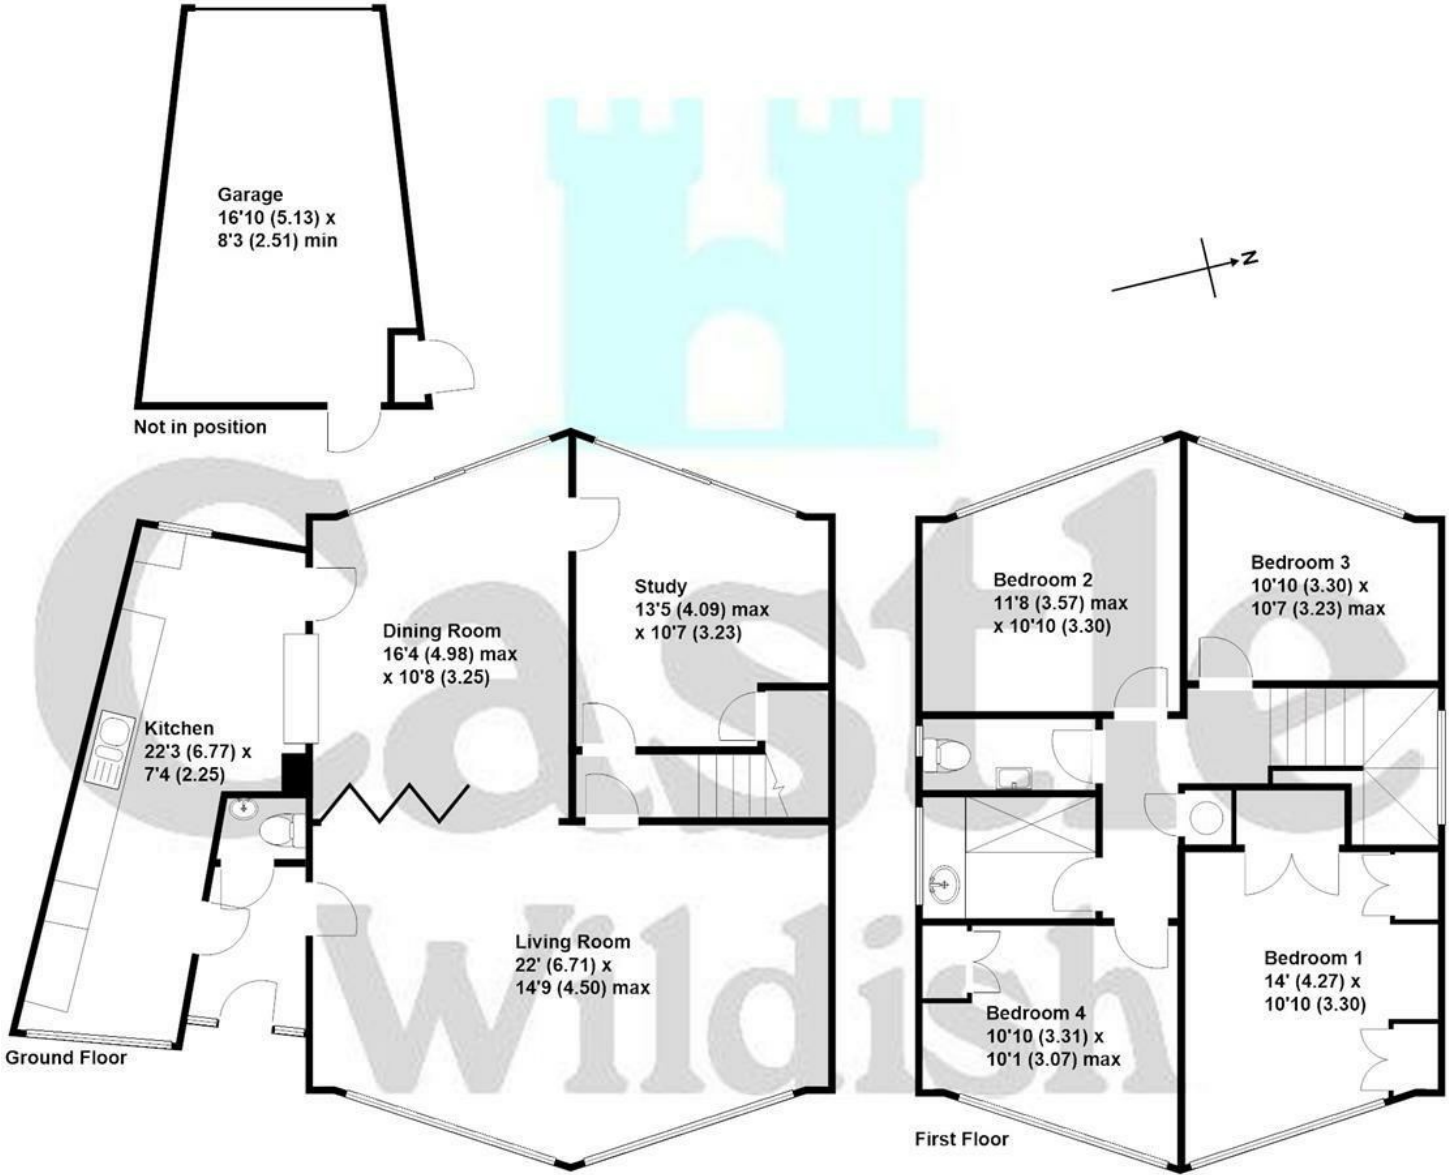 Garage
16'10 (5.13) x
8'3 (2.51) min
Not in position
N
Castle
Wildish
Study
13'5 (4.09) max
x 10'7 (3.23)
Dining Room
16'4 (4.98) max
x 10'8 (3.25)
Kitchen
22'3 (6.77) x
7'4 (2.25)
Living Room
22' (6.71) x
14'9 (4.50) max
Ground Floor
Bedroom 2
11'8 (3.57) max
x 10'10 (3.30)
Bedroom 3
10'10 (3.30) x
10'7 (3.23) max
Bedroom 1
14' (4.27) x
10'10 (3.30)
Bedroom 4
10'10 (3.31) x
10'1 (3.07) max
First Floor